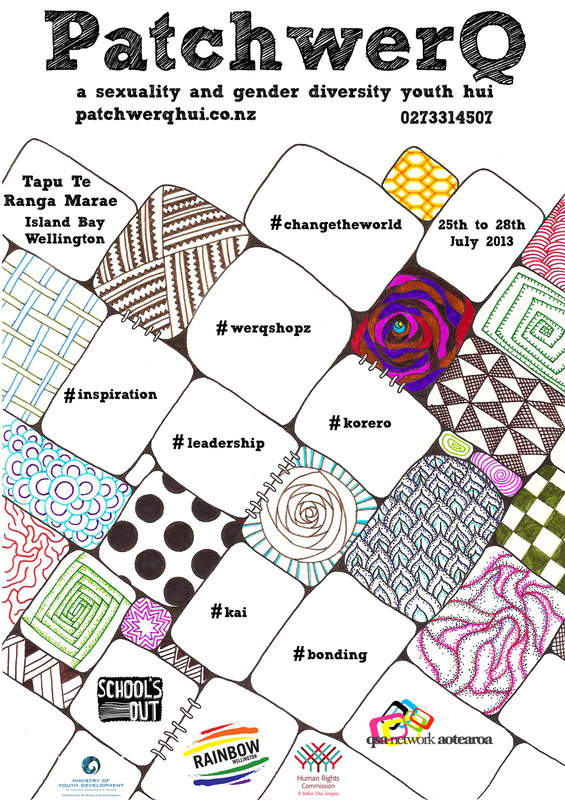 PatchwerQ
a sexuality and gender diversity youth hui
patchwerqhui.co.nz
0273314507
Tapu Te
Ranga Marae
Island Bay
Wellington
#changetheworld
25th to 28th
July 2013
#werqshopz
#inspiration
#korero
#leadership
#kai
#bonding
SCHOOL'S
OUT
RAINBOW
WELLINGTON
qsa network aotearoa
MINISTRY OF
YOUTH DEVELOPMENT
Human Rights
Commission
Te Kāhui Tika Tangata